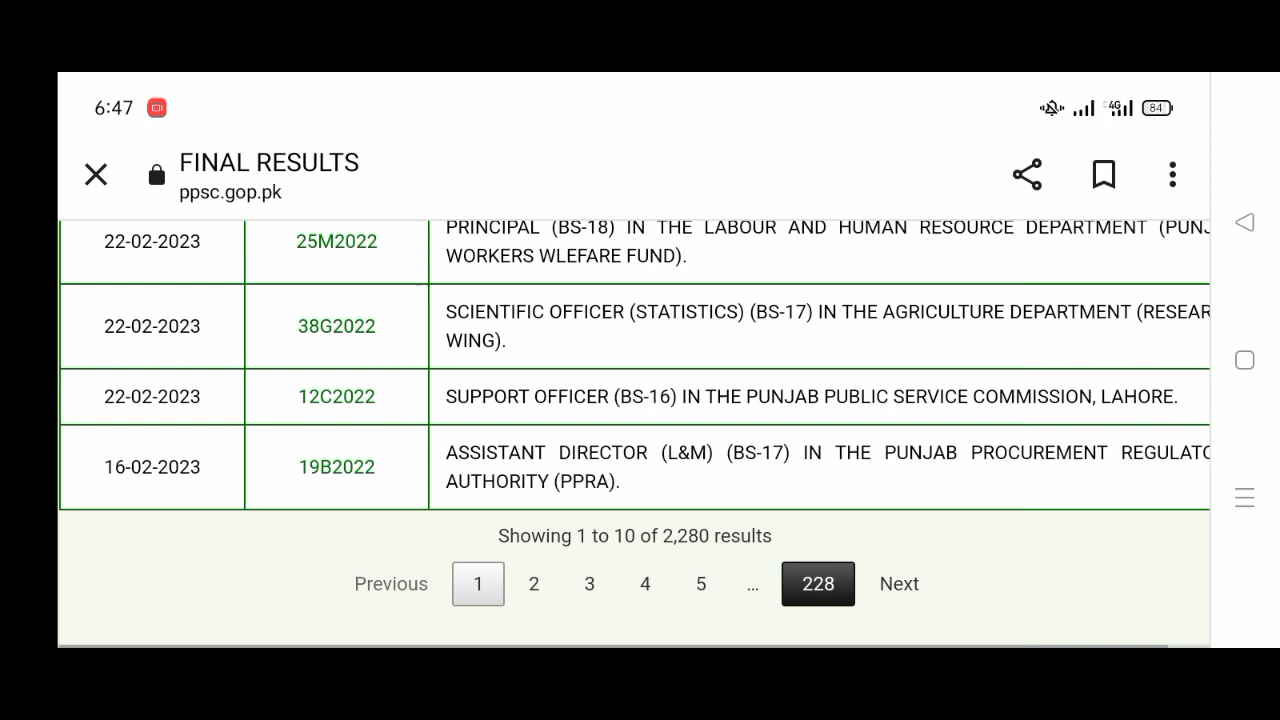 6:47
4G 84
FINAL RESULTS
ppsc.gop.pk
22-02-2023 25M2022 PRINCIPAL (BS-18) IN THE LABOUR AND HUMAN RESOURCE DEPARTMENT (PUNJ
WORKERS WLEFARE FUND).
22-02-2023 38G2022 SCIENTIFIC OFFICER (STATISTICS) (BS-17) IN THE AGRICULTURE DEPARTMENT (RESEAR
WING).
22-02-2023 12C2022 SUPPORT OFFICER (BS-16) IN THE PUNJAB PUBLIC SERVICE COMMISSION, LAHORE.
16-02-2023 19B2022 ASSISTANT DIRECTOR (L&M) (BS-17) IN THE PUNJAB PROCUREMENT REGULATO
AUTHORITY (PPRA).
Showing 1 to 10 of 2,280 results
Previous 1 2 3 4 5 ... 228 Next